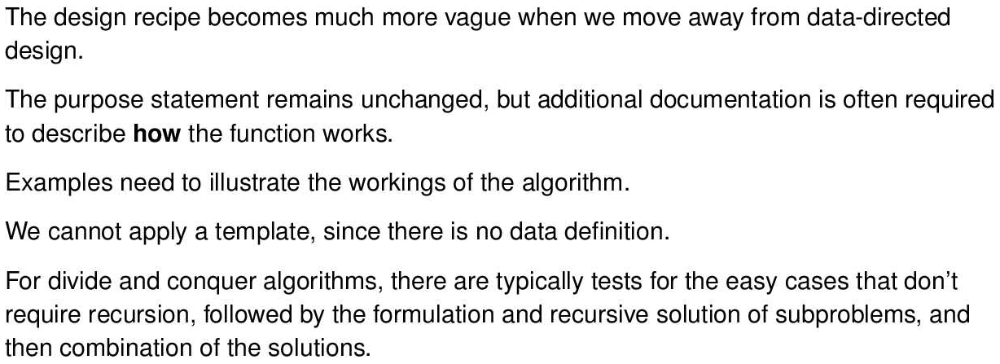 The design recipe becomes much more vague when we move away from data-directed
design.
The purpose statement remains unchanged, but additional documentation is often required
to describe how the function works.
Examples need to illustrate the workings of the algorithm.
We cannot apply a template, since there is no data definition.
For divide and conquer algorithms, there are typically tests for the easy cases that don't
require recursion, followed by the formulation and recursive solution of subproblems, and
then combination of the solutions.